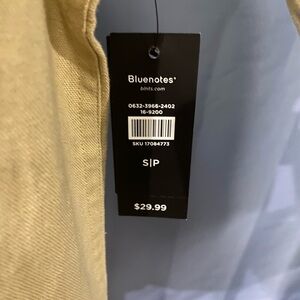 Bluenotes
blnts.com
0632-3966-2402
16-9200
SKU 17084773
S|P
$29.99